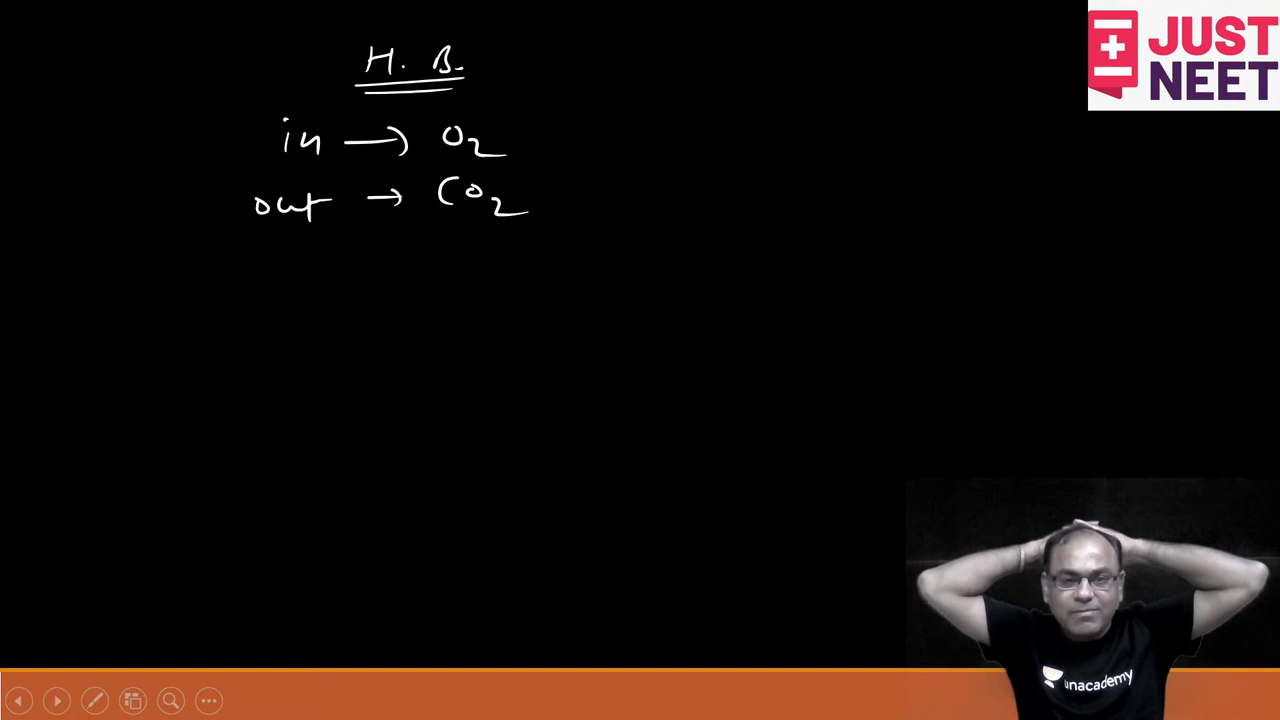 H. B.
in → O2
out → CO2
JUST
NEET
unacademy